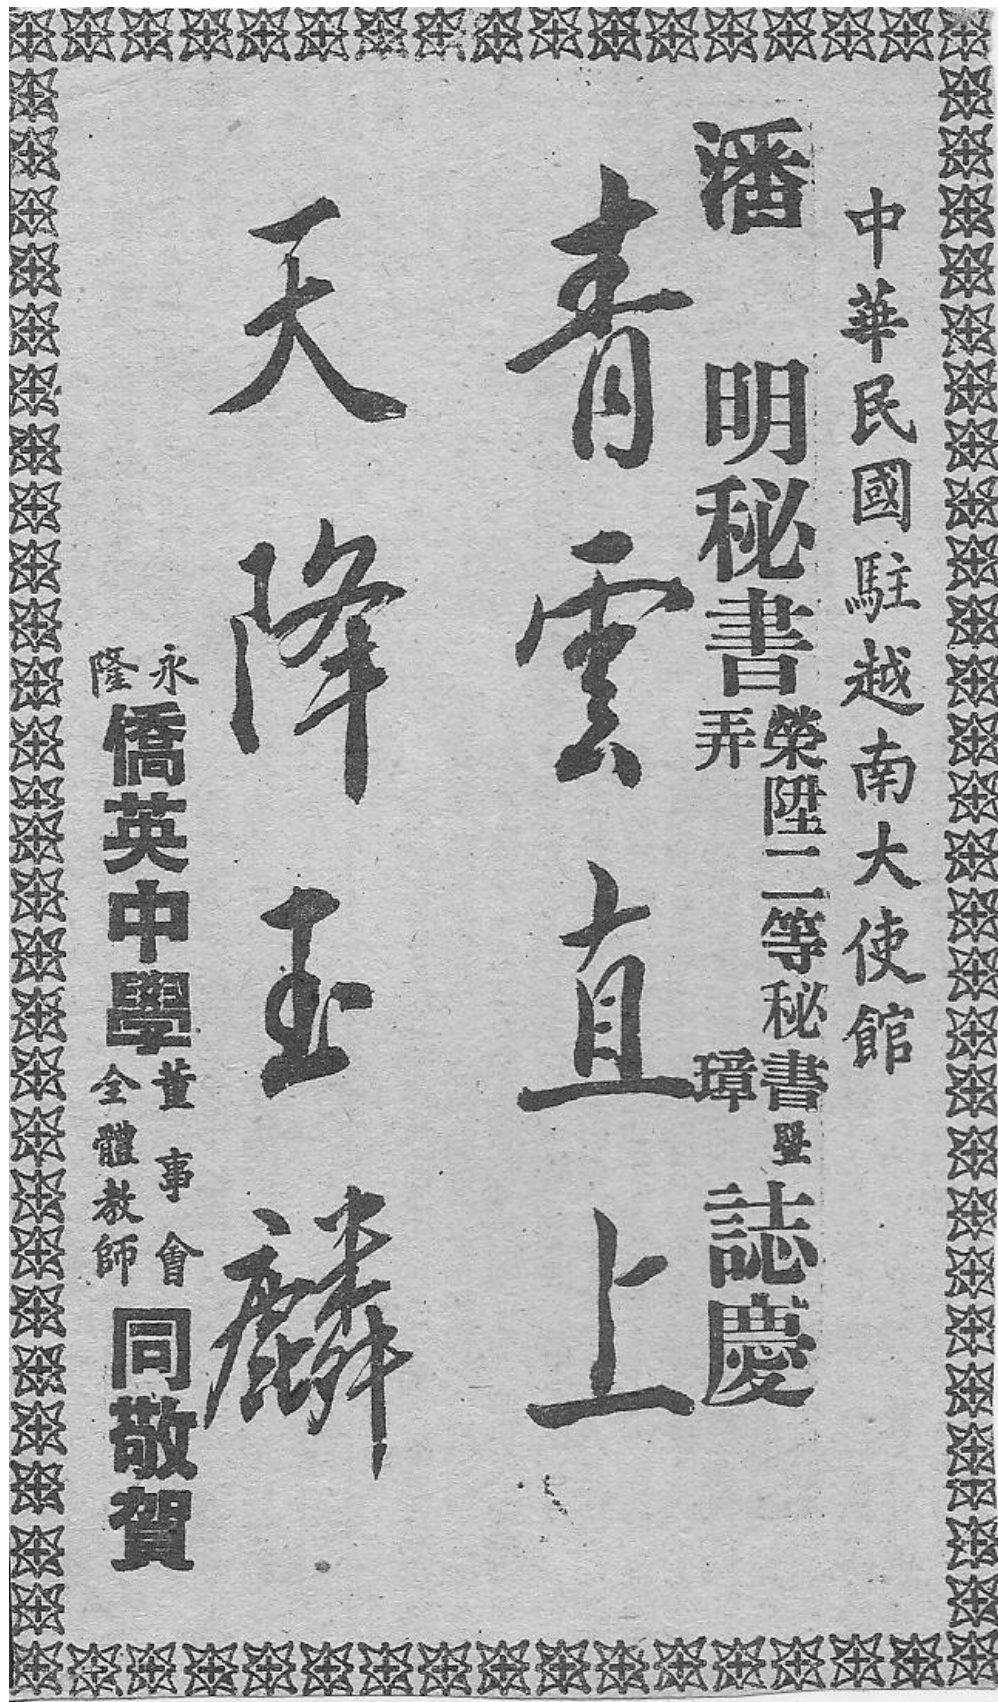 中華民國駐越南大使館
潘 明秘書
榮陞二等秘書暨
弄 璋
誌慶
青雲直上
天降玉麟
永隆
僑英中學
董事會
全體教師
同敬賀